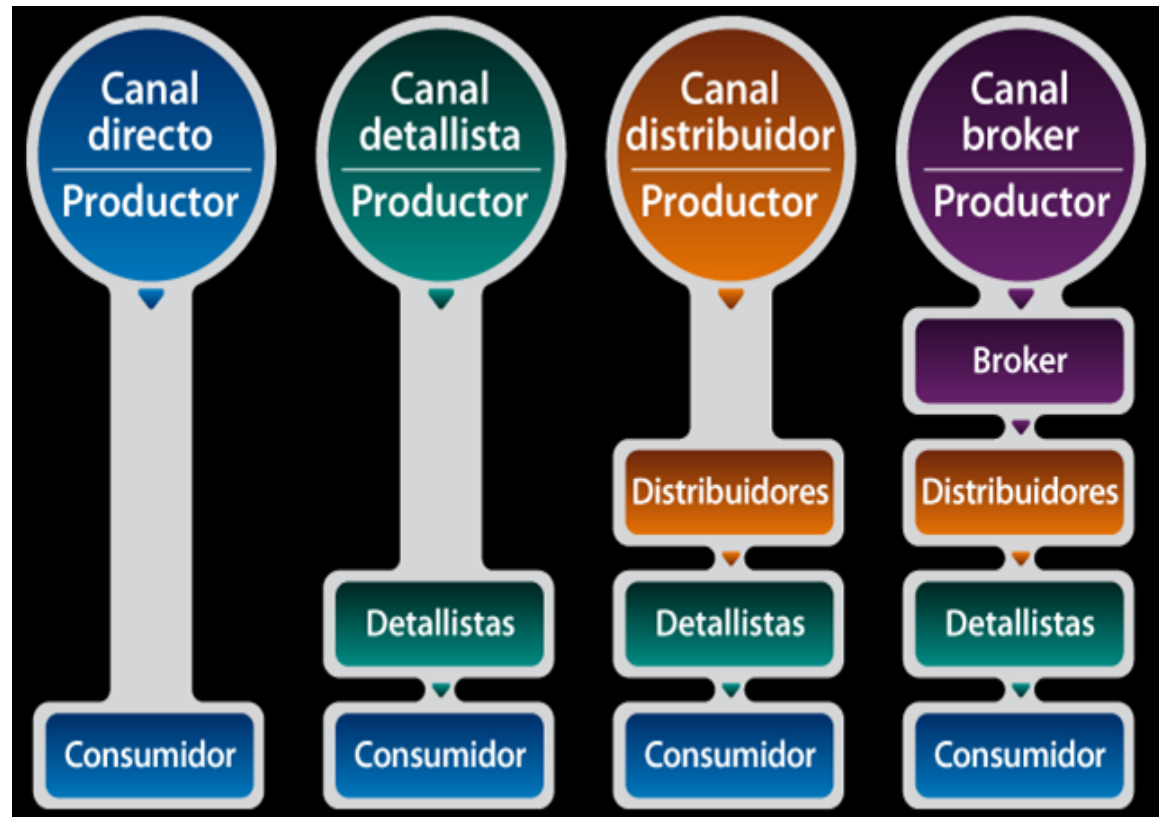 Canal
directo
Productor
Consumidor
Canal
detallista
Productor
Detallistas
Consumidor
Canal
distribuidor
Productor
Distribuidores
Detallistas
Consumidor
Canal
broker
Productor
Broker
Distribuidores
Detallistas
Consumidor